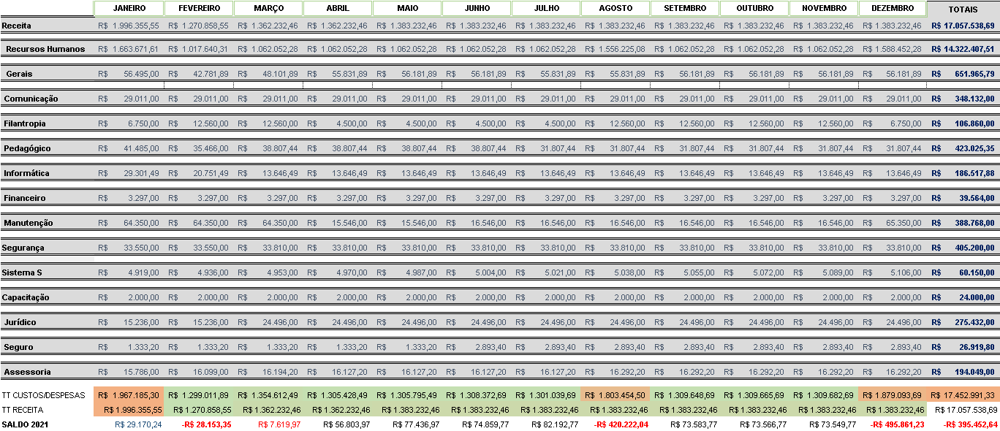 JANEIRO FEVEREIRO MARÇO ABRIL MAIO JUNHO JULHO AGOSTO SETEMBRO OUTUBRO NOVEMBRO DEZEMBRO TOTAIS
Receita R$ 1.996.355,55 R$ 1.270.858,55 R$ 1.362.232,46 R$ 1.362.232,46 R$ 1.383.232,46 R$ 1.383.232,46 R$ 1.383.232,46 R$ 1.383.232,46 R$ 1.383.232,46 R$ 1.383.232,46 R$ 1.383.232,46 R$ 1.383.232,46 R$ 17.057.538,69
Recursos Humanos R$ 1.663.671,61 R$ 1.017.640,31 R$ 1.062.052,28 R$ 1.062.052,28 R$ 1.062.052,28 R$ 1.062.052,28 R$ 1.062.052,28 R$ 1.556.225,08 R$ 1.062.052,28 R$ 1.062.052,28 R$ 1.062.052,28 R$ 1.588.452,28 R$ 14.322.407,51
Gerais R$ 56.495,00 R$ 42.781,89 R$ 48.101,89 R$ 55.831,89 R$ 56.181,89 R$ 56.181,89 R$ 55.831,89 R$ 55.831,89 R$ 56.181,89 R$ 56.181,89 R$ 56.181,89 R$ 56.181,89 R$ 651.965,79
Comunicação R$ 29.011,00 R$ 29.011,00 R$ 29.011,00 R$ 29.011,00 R$ 29.011,00 R$ 29.011,00 R$ 29.011,00 R$ 29.011,00 R$ 29.011,00 R$ 29.011,00 R$ 29.011,00 R$ 29.011,00 R$ 348.132,00
Filantropia R$ 6.750,00 R$ 12.560,00 R$ 12.560,00 R$ 4.500,00 R$ 4.500,00 R$ 4.500,00 R$ 4.500,00 R$ 12.560,00 R$ 12.560,00 R$ 12.560,00 R$ 12.560,00 R$ 6.750,00 R$ 106.860,00
Pedagógico R$ 41.485,00 R$ 35.466,00 R$ 38.807,44 R$ 38.807,44 R$ 38.807,44 R$ 38.807,44 R$ 31.807,44 R$ 31.807,44 R$ 31.807,44 R$ 31.807,44 R$ 31.807,44 R$ 31.807,44 R$ 423.025,35
Informática R$ 29.301,49 R$ 20.751,49 R$ 13.646,49 R$ 13.646,49 R$ 13.646,49 R$ 13.646,49 R$ 13.646,49 R$ 13.646,49 R$ 13.646,49 R$ 13.646,49 R$ 13.646,49 R$ 13.646,49 R$ 186.517,88
Financeiro R$ 3.297,00 R$ 3.297,00 R$ 3.297,00 R$ 3.297,00 R$ 3.297,00 R$ 3.297,00 R$ 3.297,00 R$ 3.297,00 R$ 3.297,00 R$ 3.297,00 R$ 3.297,00 R$ 3.297,00 R$ 39.564,00
Manutenção R$ 64.350,00 R$ 64.350,00 R$ 64.350,00 R$ 15.546,00 R$ 15.546,00 R$ 16.546,00 R$ 16.546,00 R$ 16.546,00 R$ 16.546,00 R$ 16.546,00 R$ 16.546,00 R$ 65.350,00 R$ 388.768,00
Segurança R$ 33.550,00 R$ 33.550,00 R$ 33.810,00 R$ 33.810,00 R$ 33.810,00 R$ 33.810,00 R$ 33.810,00 R$ 33.810,00 R$ 33.810,00 R$ 33.810,00 R$ 33.810,00 R$ 33.810,00 R$ 405.200,00
Sistema S R$ 4.919,00 R$ 4.936,00 R$ 4.953,00 R$ 4.970,00 R$ 4.987,00 R$ 5.004,00 R$ 5.021,00 R$ 5.038,00 R$ 5.055,00 R$ 5.072,00 R$ 5.089,00 R$ 5.106,00 R$ 60.150,00
Capacitação R$ 2.000,00 R$ 2.000,00 R$ 2.000,00 R$ 2.000,00 R$ 2.000,00 R$ 2.000,00 R$ 2.000,00 R$ 2.000,00 R$ 2.000,00 R$ 2.000,00 R$ 2.000,00 R$ 2.000,00 R$ 24.000,00
Jurídico R$ 15.236,00 R$ 15.236,00 R$ 24.496,00 R$ 24.496,00 R$ 24.496,00 R$ 24.496,00 R$ 24.496,00 R$ 24.496,00 R$ 24.496,00 R$ 24.496,00 R$ 24.496,00 R$ 24.496,00 R$ 275.432,00
Seguro R$ 1.333,20 R$ 1.333,20 R$ 1.333,20 R$ 1.333,20 R$ 1.333,20 R$ 2.893,40 R$ 2.893,40 R$ 2.893,40 R$ 2.893,40 R$ 2.893,40 R$ 2.893,40 R$ 2.893,40 R$ 26.919,80
Assessoria R$ 15.786,00 R$ 16.099,00 R$ 16.194,20 R$ 16.127,20 R$ 16.127,20 R$ 16.292,20 R$ 16.292,20 R$ 16.292,20 R$ 16.292,20 R$ 16.292,20 R$ 16.292,20 R$ 16.292,20 R$ 194.049,00
TT CUSTOS/DESPESAS R$ 1.967.185,30 R$ 1.299.011,89 R$ 1.354.612,49 R$ 1.305.428,49 R$ 1.305.795,49 R$ 1.308.372,69 R$ 1.301.039,69 R$ 1.803.454,50 R$ 1.309.648,69 R$ 1.309.665,69 R$ 1.309.682,69 R$ 1.879.093,69 R$ 17.452.991,33
TT RECEITA R$ 1.996.355,55 R$ 1.270.858,55 R$ 1.362.232,46 R$ 1.362.232,46 R$ 1.383.232,46 R$ 1.383.232,46 R$ 1.383.232,46 R$ 1.383.232,46 R$ 1.383.232,46 R$ 1.383.232,46 R$ 1.383.232,46 R$ 1.383.232,46 R$ 17.057.538,69
SALDO 2021 R$ 29.170,24 -R$ 28.153,35 R$ 7.619,97 R$ 56.803,97 R$ 77.436,97 R$ 74.859,77 R$ 82.192,77 -R$ 420.222,04 R$ 73.583,77 R$ 73.566,77 R$ 73.549,77 -R$ 495.861,23 -R$ 395.452,64